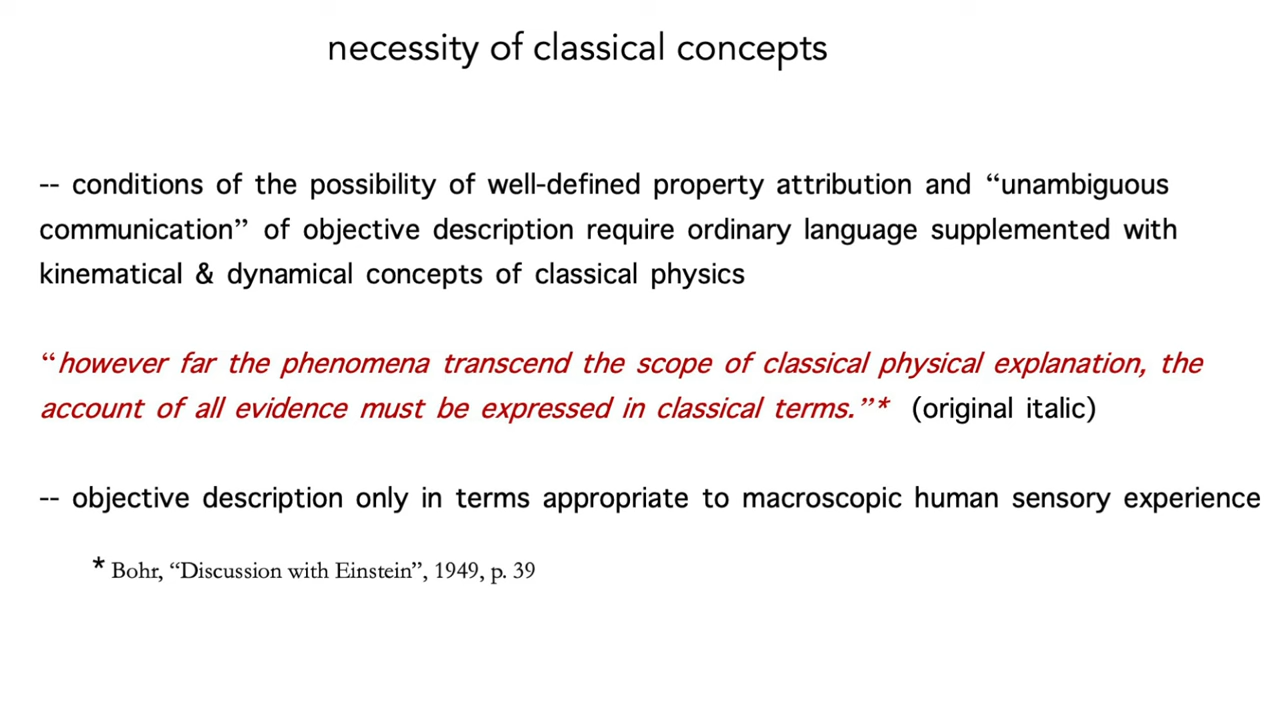 necessity of classical concepts
-- conditions of the possibility of well-defined property attribution and “unambiguous
communication” of objective description require ordinary language supplemented with
kinematical & dynamical concepts of classical physics
“however far the phenomena transcend the scope of classical physical explanation, the
account of all evidence must be expressed in classical terms.”* (original italic)
-- objective description only in terms appropriate to macroscopic human sensory experience
* Bohr, “Discussion with Einstein”, 1949, p. 39